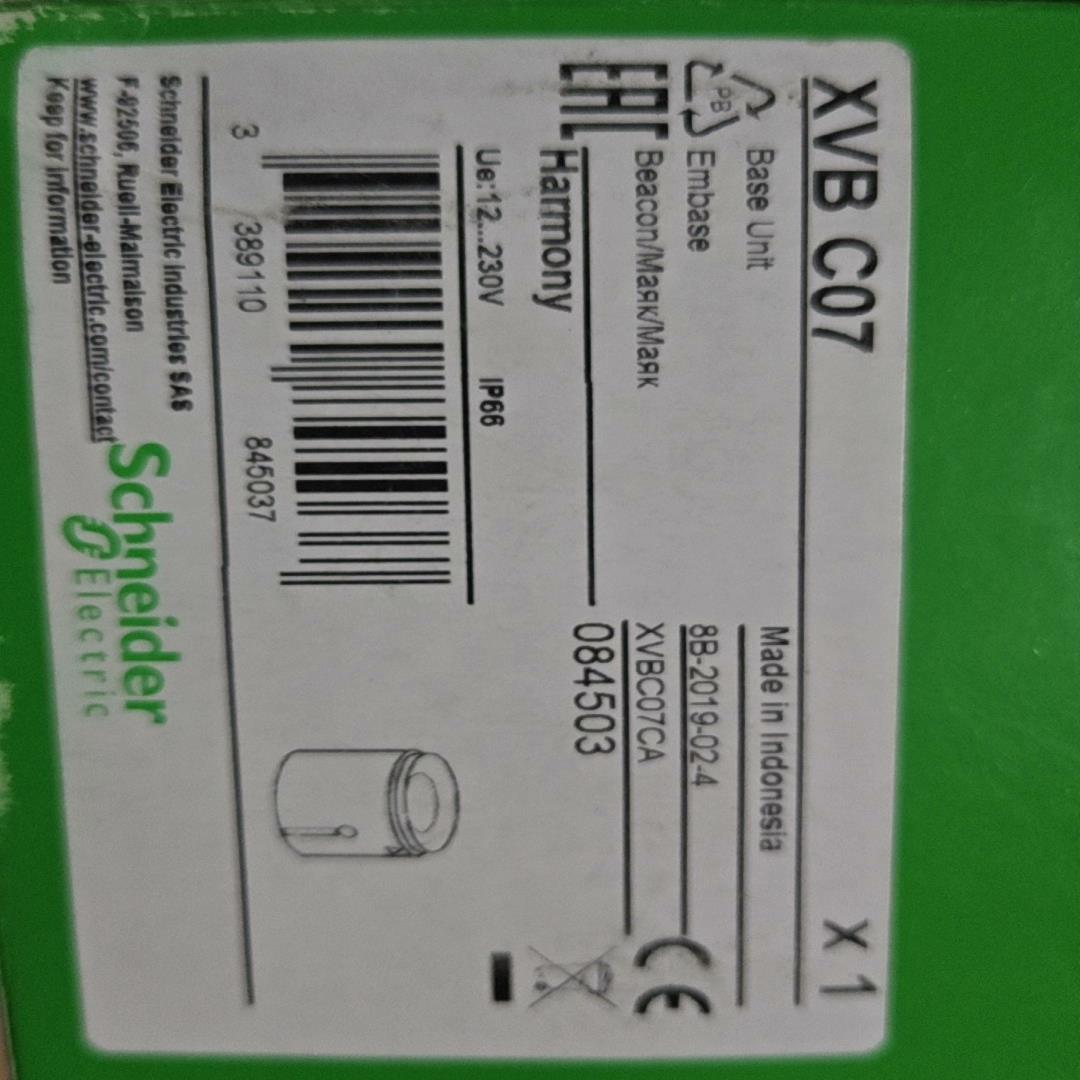 XVB C07 X 1
Base Unit
Embase
Beacon/Маяк/Маяк
Made in Indonesia
8B-2019-02-4
XVBC07CA
084503
PB
EAC
CE
Harmony
Ue:12...230V IP66
3 389110 845037
Schneider Electric Industries SAS
F-92506, Rueil-Malmaison
www.schneider-electric.com/contact
Keep for information
Schneider
Electric